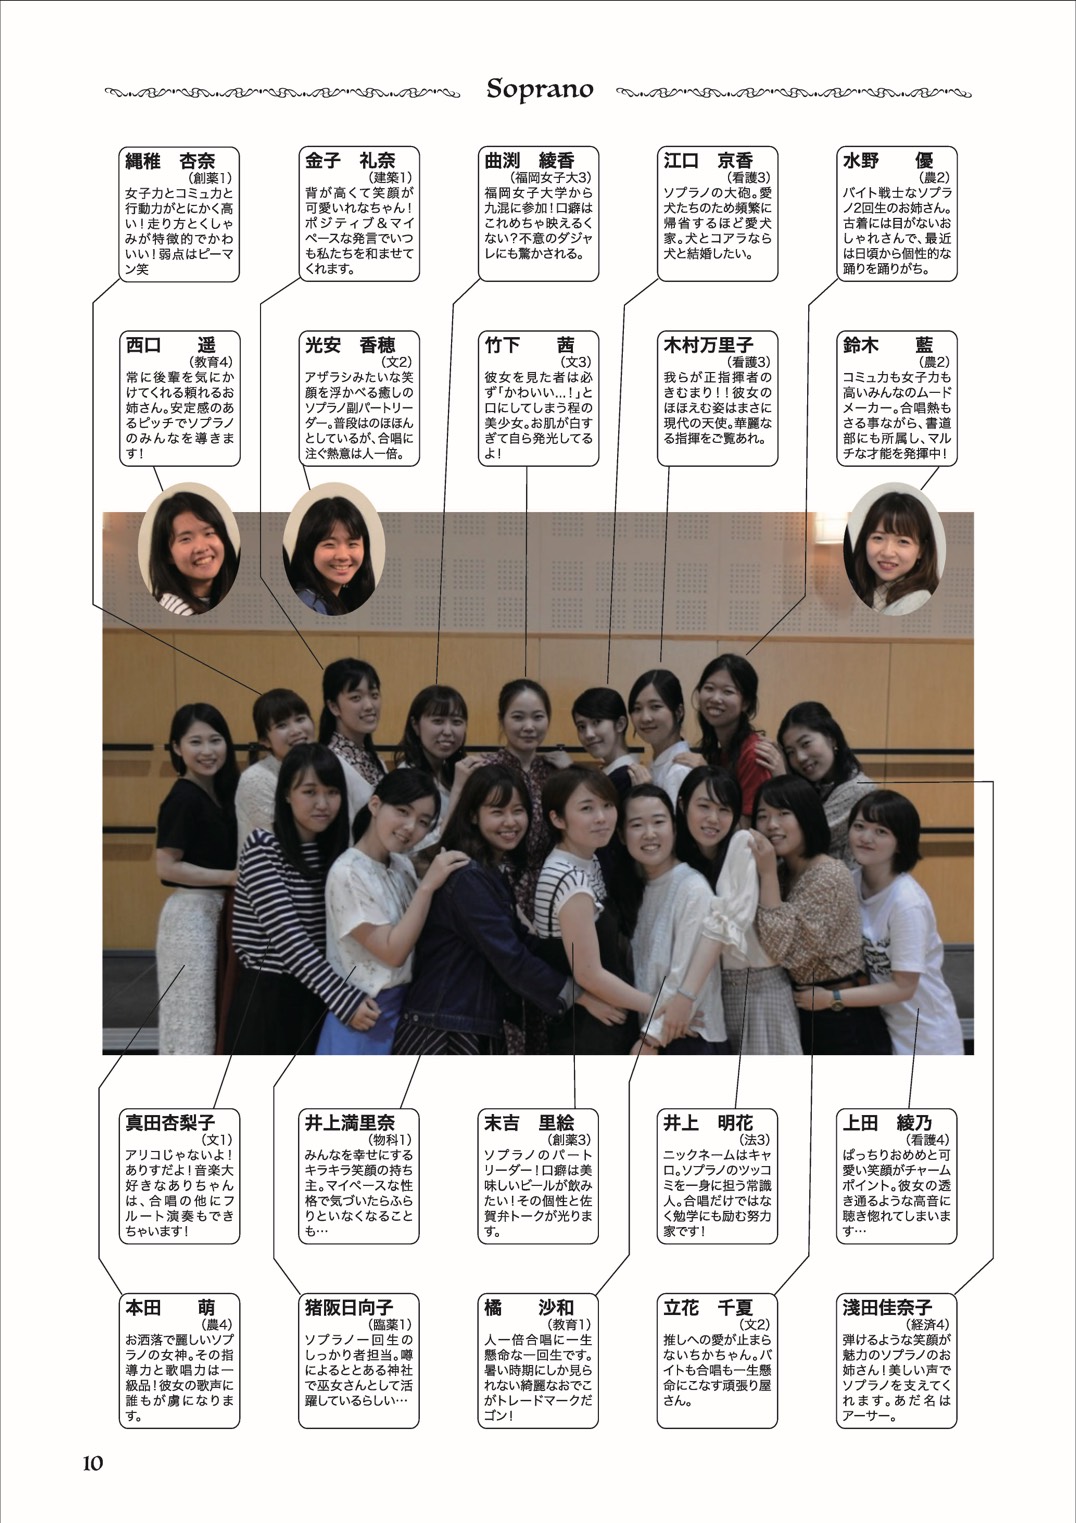 Soprano
縄稚 杏奈
（創薬1）
女子力とコミュ力と
行動力がとにかく高
い！走り方とくしゃ
みが特徴的でかわ
いい！弱点はピーマ
ン笑
金子 礼奈
（建築1）
背が高くて笑顔が
可愛いれなちゃん！
ポジティブ＆マイ
ペースな発言でいつ
も私たちを和ませて
くれます。
曲渕 綾香
（福岡女子大3）
福岡女子大学から
九混に参加！口癖は
これめちゃ映えるく
ない？不意のダジャ
レにも驚かされる。
江口 京香
（看護3）
ソプラノの大砲。愛
犬たちのため頻繁に
帰省するほど愛犬
家。犬とコアラなら
犬と結婚したい。
水野 優
（農2）
バイト戦士なソプラ
ノ2回生のお姉さん。
古着には目がないお
しゃれさんで、最近
は日頃から個性的な
踊りを踊りがち。
西口 遥
（教育4）
常に後輩を気にか
けてくれる頼れるお
姉さん。安定感のあ
るピッチでソプラノ
のみんなを導きま
す！
光安 香穂
（文2）
アザラシみたいな笑
顔を浮かべる癒しの
ソプラノ副パートリー
ダー。普段はのほほん
としているが、合唱に
注ぐ熱意は人一倍。
竹下 茜
（文3）
彼女を見た者は必
ず「かわいい...！」と
口にしてしまう程の
美少女。お肌が白す
ぎて自ら発光してる
よ！
木村万里子
（看護3）
我らが正指揮者の
きむまり！！彼女の
ほほえむ姿はまさに
現代の天使。華麗な
る指揮をご覧あれ。
鈴木 藍
（農2）
コミュ力も女子力も
高いみんなのムード
メーカー。合唱熱も
さる事ながら、書道
部にも所属し、マル
チな才能を発揮中！
真田杏梨子
（文1）
アリコじゃないよ！
ありすだよ！音楽大
好きなありちゃん
は、合唱の他にフ
ルート演奏もでき
ちゃいます！
井上満里奈
（物科1）
みんなを幸せにする
キラキラ笑顔の持ち
主。マイペースな性
格で気づいたらふら
りといなくなること
も…
末吉 里絵
（創薬3）
ソプラノのパート
リーダー！口癖は美
味しいビールが飲み
たい！その個性と佐
賀弁トークが光りま
す。
井上 明花
（法3）
ニックネームはキャ
ロ。ソプラノのツッコ
ミを一身に担う常識
人。合唱だけではな
く勉学にも励む努力
家です！
上田 綾乃
（看護4）
ぱっちりおめめと可
愛い笑顔がチャーム
ポイント。彼女の透
き通るような高音に
聴き惚れてしまいま
す…
本田 萌
（農4）
お洒落で麗しいソプ
ラノの女神。その指
導力と歌唱力は一
級品！彼女の歌声に
誰もが虜になりま
す。
猪阪日向子
（臨薬1）
ソプラノ一回生の
しっかり者担当。噂
によるととある神社
で巫女さんとして活
躍しているらしい…
橘 沙和
（教育1）
人一倍合唱に一生
懸命な一回生です。
暑い時期にしか見ら
れない綺麗なおでこ
がトレードマークだ
ゴン！
立花 千夏
（文2）
推しへの愛が止まら
ないちかちゃん。バ
イトも合唱も一生懸
命にこなす頑張り屋
さん。
淺田佳奈子
（経済4）
弾けるような笑顔が
魅力のソプラノのお
姉さん！美しい声で
ソプラノを支えてく
れます。あだ名は
アーサー。
10